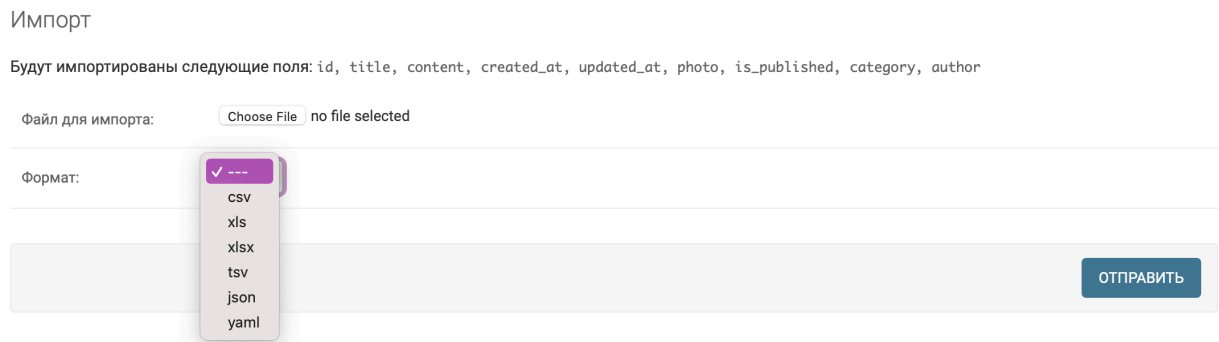 Импорт
Будут импортированы следующие поля: id, title, content, created_at, updated_at, photo, is_published, category, author
Файл для импорта: Choose File no file selected
Формат: ✓ ---
csv
xls
xlsx
tsv
json
yaml
ОТПРАВИТЬ